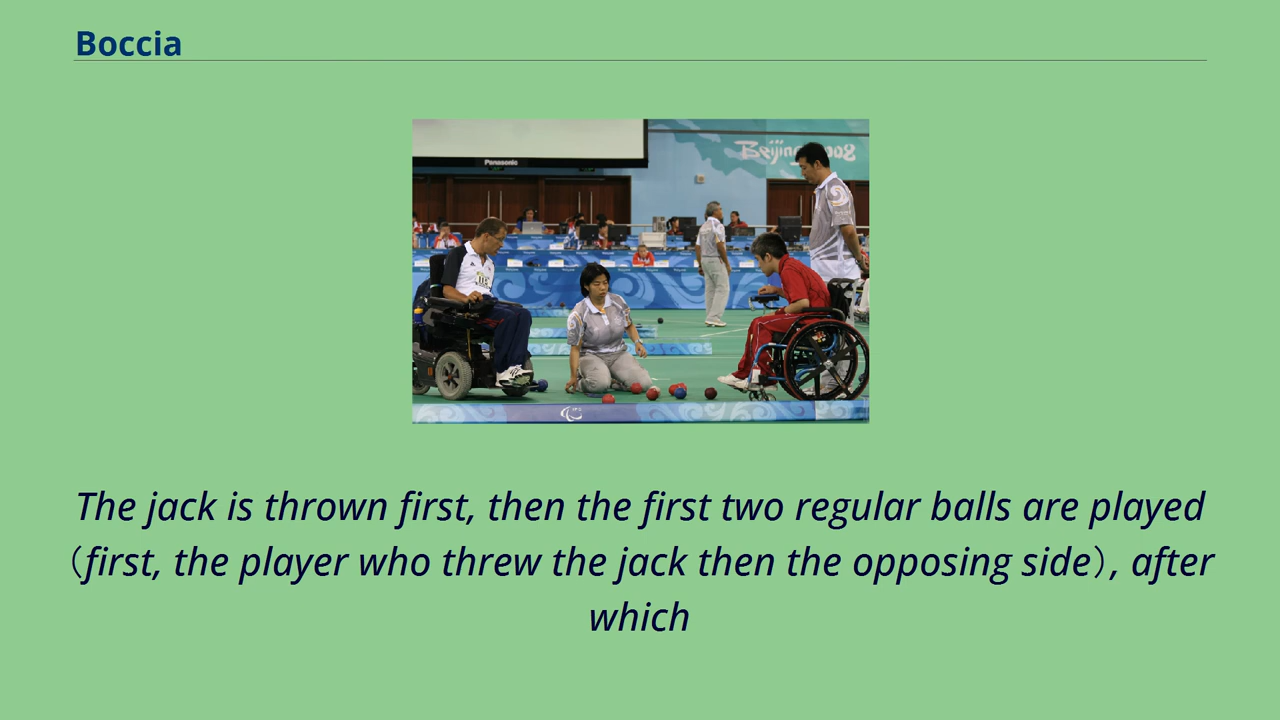 Boccia
Panasonic
Beijing 2008
The jack is thrown first, then the first two regular balls are played
（first, the player who threw the jack then the opposing side）, after
which